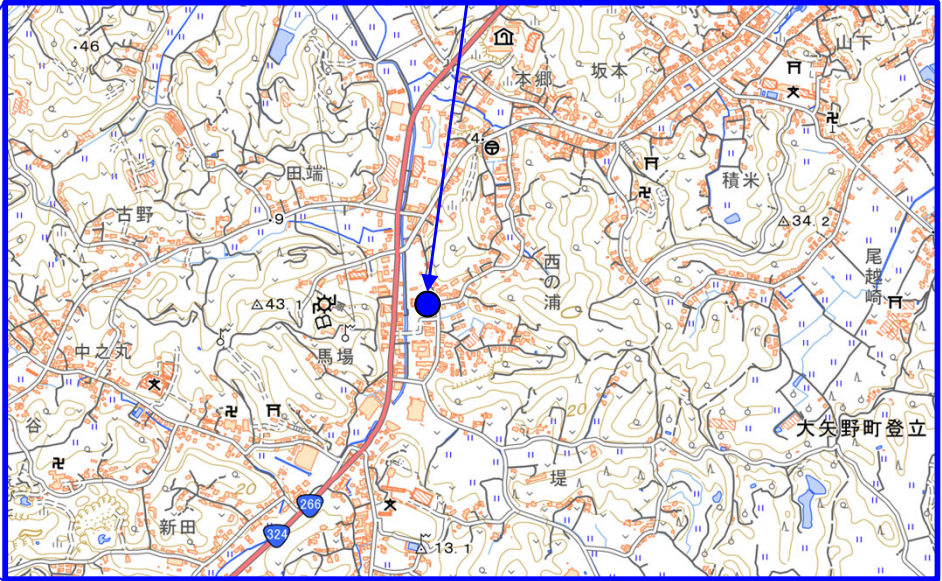 ・46
山下
本郷
坂本
4
田端
積米
古野
・9
△34.2
西の浦
尾越崎
△43.1
馬場
中之丸
20
谷
大矢野町登立
堤
20
266
新田
324
△13.1